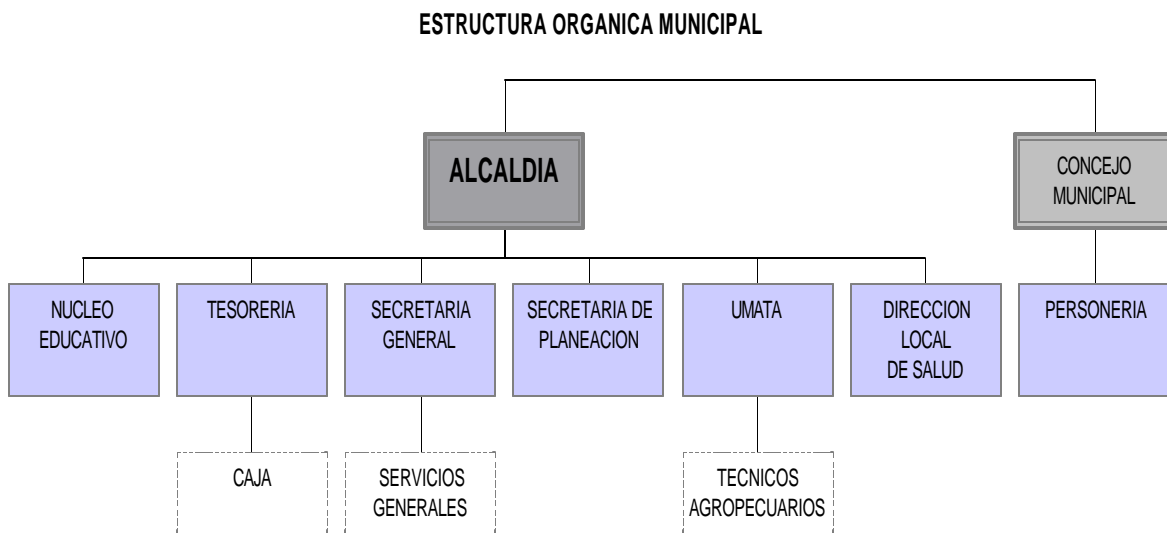 ESTRUCTURA ORGANICA MUNICIPAL
ALCALDIA
CONCEJO
MUNICIPAL
NUCLEO
EDUCATIVO
TESORERIA
SECRETARIA
GENERAL
SECRETARIA DE
PLANEACION
UMATA
DIRECCION
LOCAL
DE SALUD
PERSONERIA
CAJA
SERVICIOS
GENERALES
TECNICOS
AGROPECUARIOS